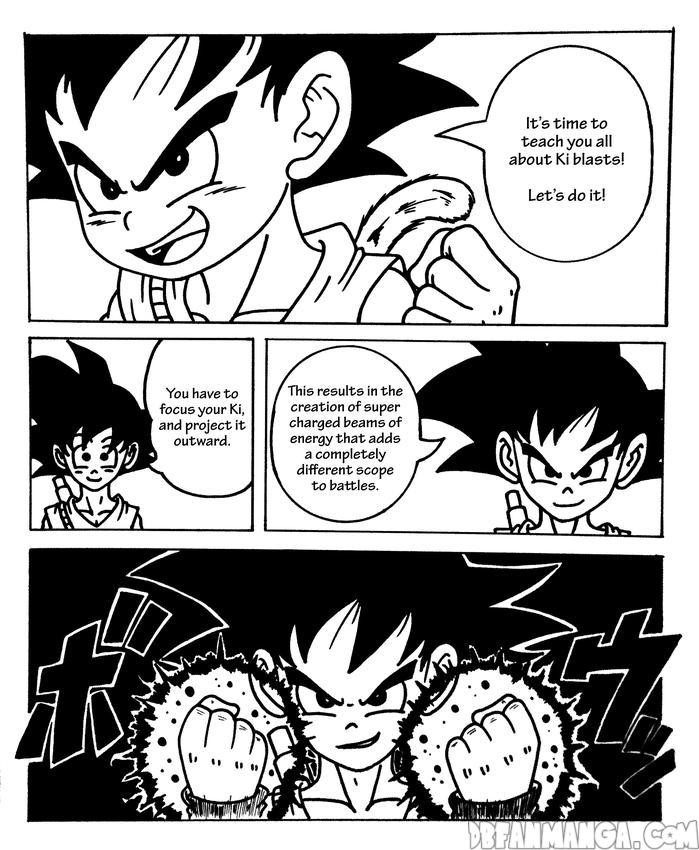 It's time to
teach you all
about Ki blasts!
Let's do it!
You have to
focus your Ki,
and project it
outward.
This results in the
creation of super
charged beams of
energy that adds
a completely
different scope
to battles.
ボウッ
DBFANMANGA.COM